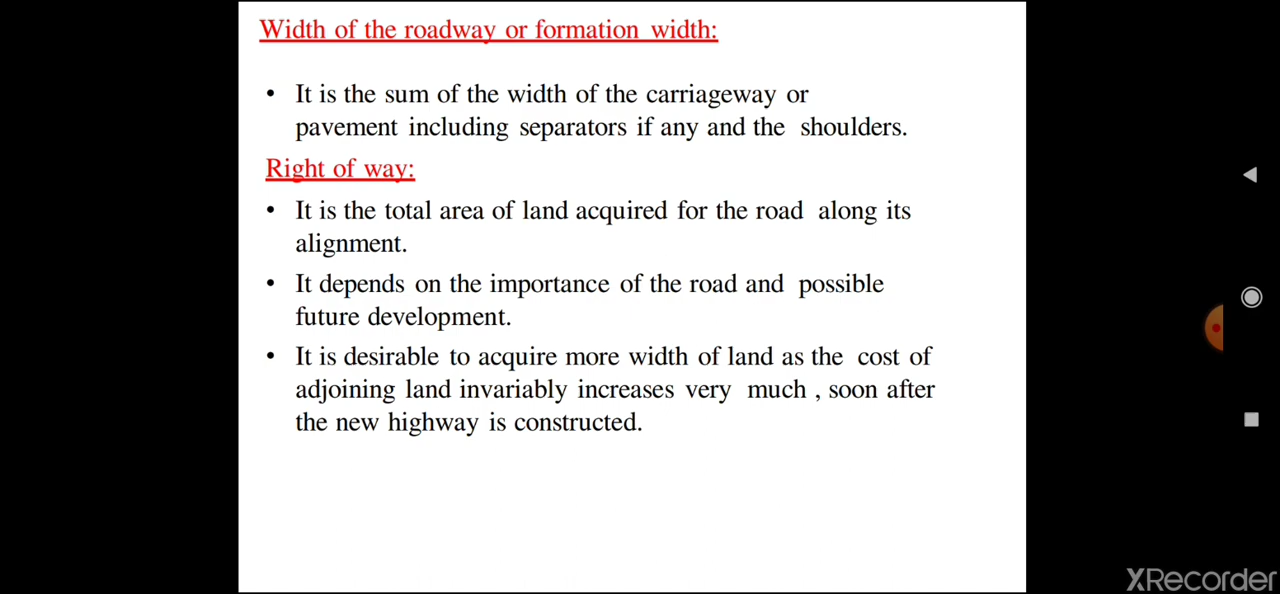 Width of the roadway or formation width:
• It is the sum of the width of the carriageway or
pavement including separators if any and the shoulders.
Right of way:
• It is the total area of land acquired for the road along its
alignment.
• It depends on the importance of the road and possible
future development.
• It is desirable to acquire more width of land as the cost of
adjoining land invariably increases very much , soon after
the new highway is constructed.
XRecorder